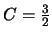 C = 3/2